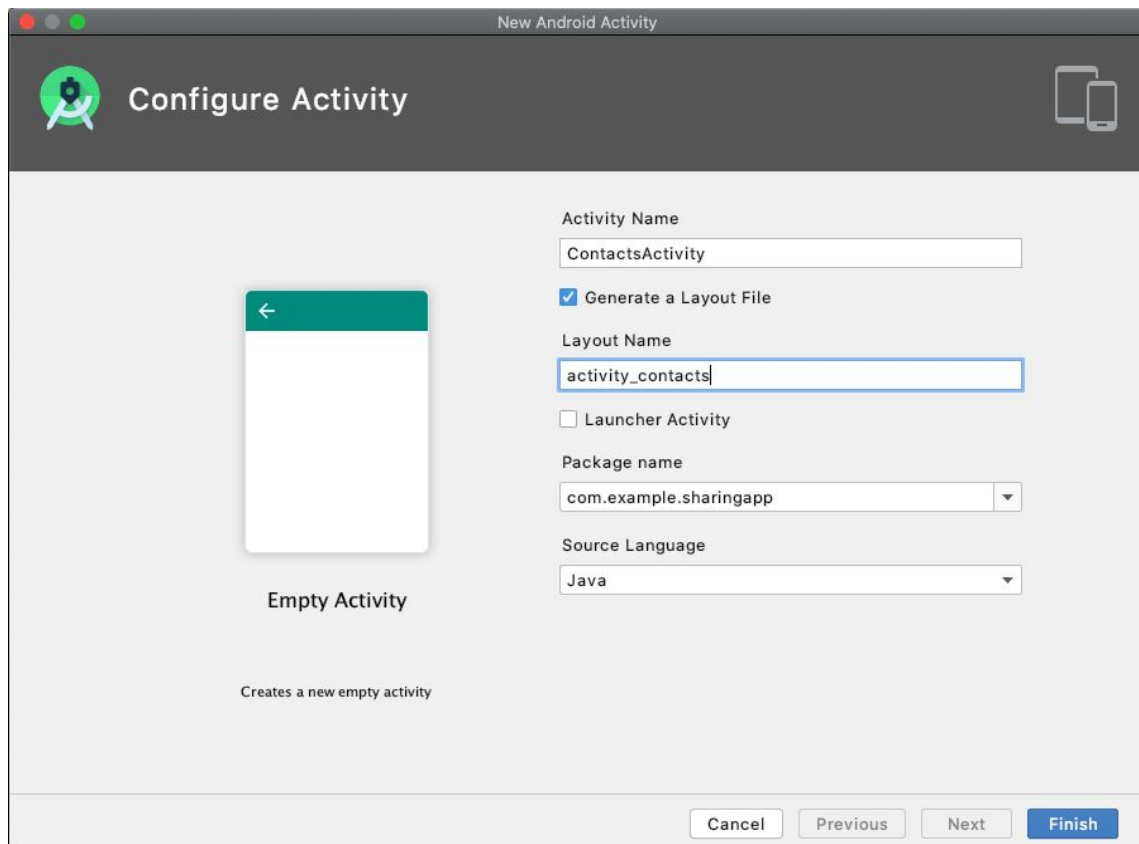 New Android Activity
Configure Activity
Activity Name
ContactsActivity
Generate a Layout File
Layout Name
activity_contacts
Launcher Activity
Package name
com.example.sharingapp
Source Language
Java
Empty Activity
Creates a new empty activity
Cancel
Previous
Next
Finish